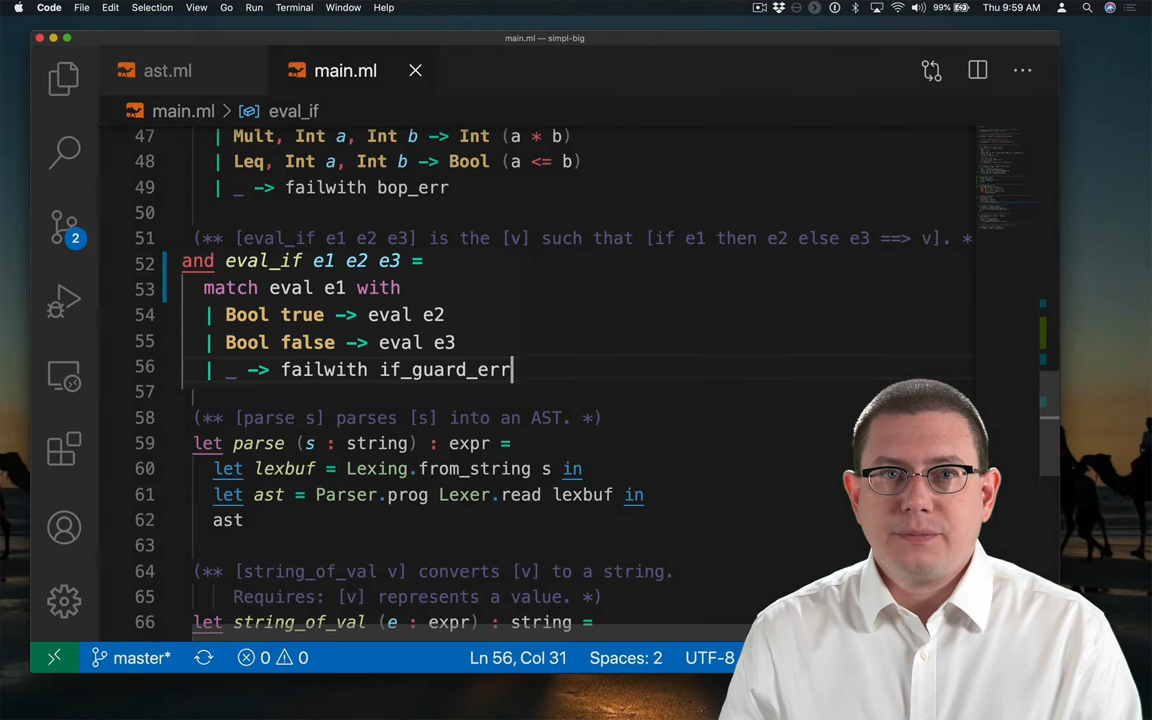 Code File Edit Selection View Go Run Terminal Window Help 99% Thu 9:59 AM
main.ml — simpl-big
ast.ml main.ml
main.ml > eval_if
47 | Mult, Int a, Int b -> Int (a * b)
48 | Leq, Int a, Int b -> Bool (a <= b)
49 | _ -> failwith bop_err
50
51 (** [eval_if e1 e2 e3] is the [v] such that [if e1 then e2 else e3 ==> v]. *
52 and eval_if e1 e2 e3 =
53 match eval e1 with
54 | Bool true -> eval e2
55 | Bool false -> eval e3
56 | _ -> failwith if_guard_err
57
58 (** [parse s] parses [s] into an AST. *)
59 let parse (s : string) : expr =
60 let lexbuf = Lexing.from_string s in
61 let ast = Parser.prog Lexer.read lexbuf in
62 ast
63
64 (** [string_of_val v] converts [v] to a string.
65 Requires: [v] represents a value. *)
66 let string_of_val (e : expr) : string =
2
master* 0 0 Ln 56, Col 31 Spaces: 2 UTF-8